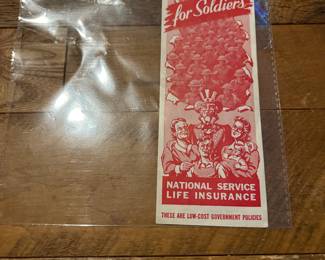 for Soldiers
NATIONAL SERVICE
LIFE INSURANCE
THESE ARE LOW-COST GOVERNMENT POLICIES